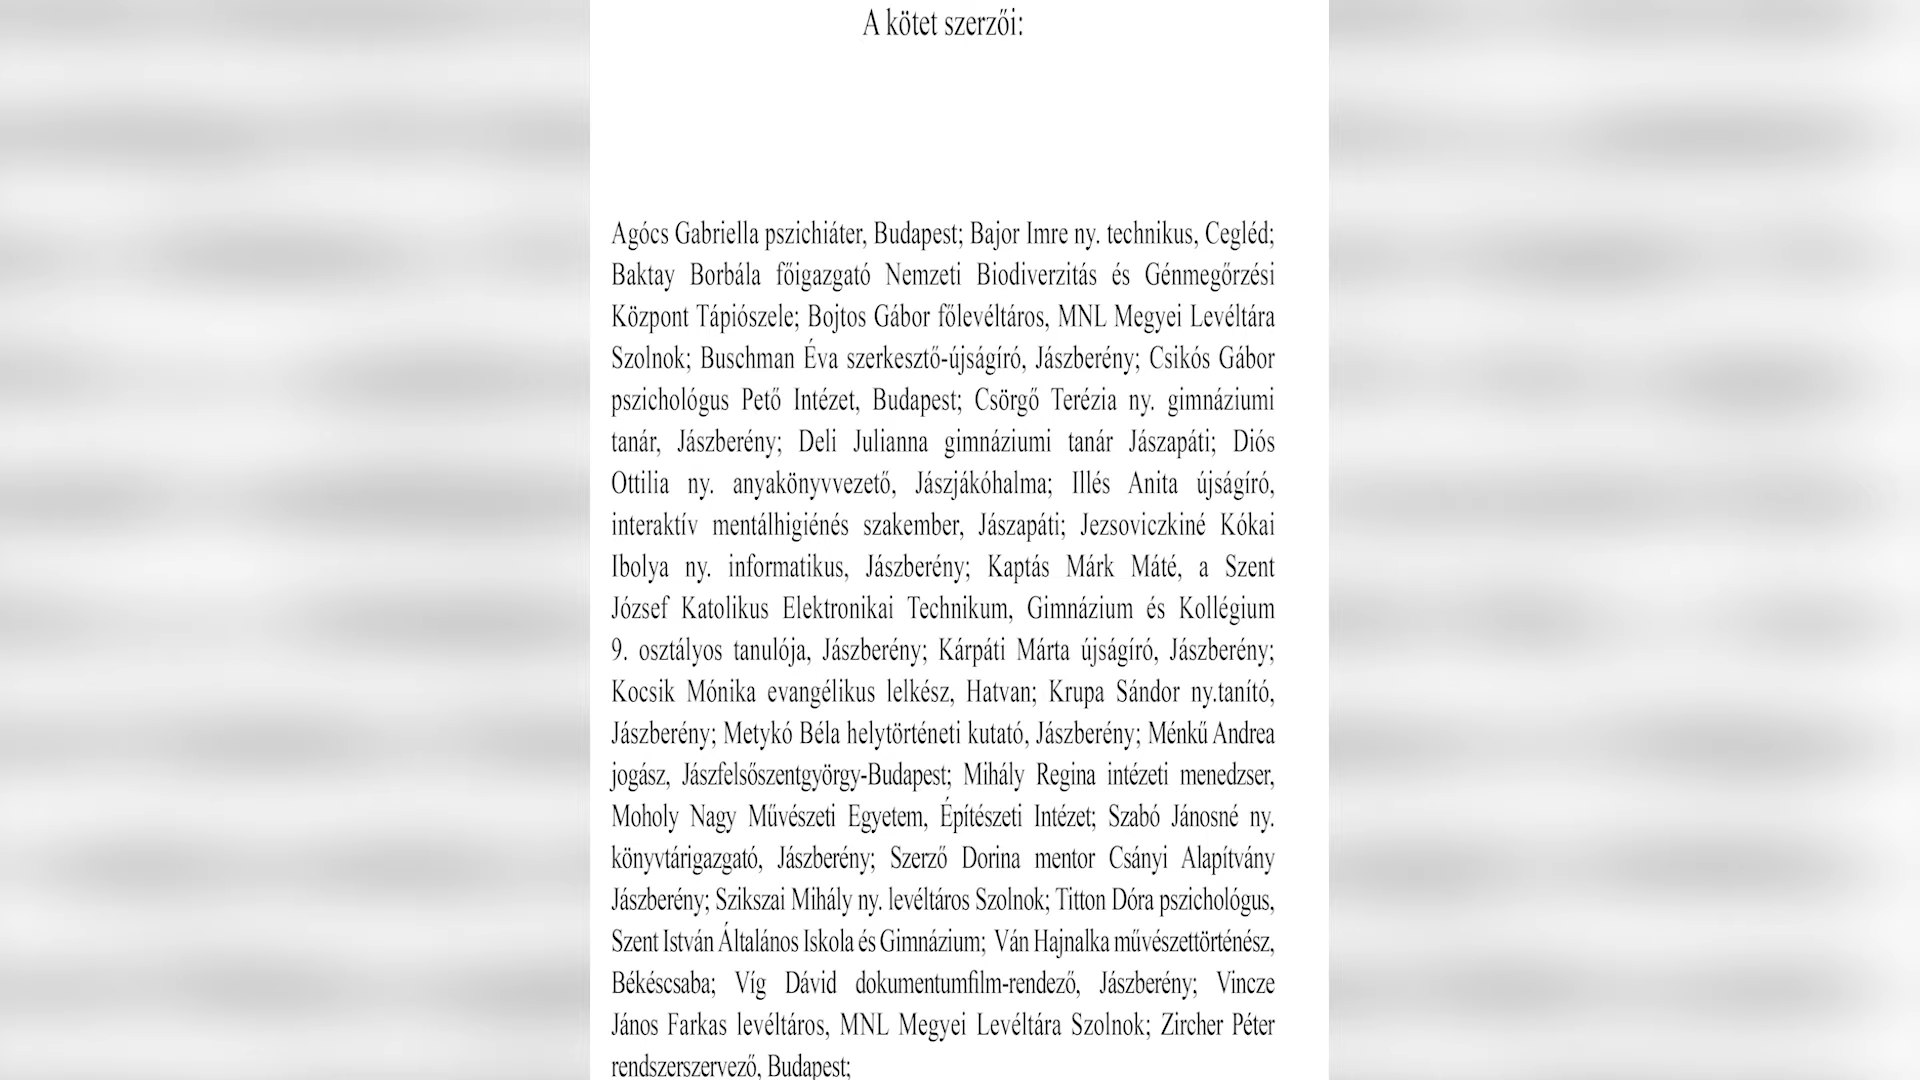 A kötet szerzői:
Agócs Gabriella pszichiáter, Budapest; Bajor Imre ny. technikus, Cegléd;
Baktay Borbála főigazgató Nemzeti Biodiverzitás és Génmegőrzési
Központ Tápiószele; Bojtos Gábor főlevéltáros, MNL Megyei Levéltára
Szolnok; Buschman Éva szerkesztő-újságíró, Jászberény; Csikós Gábor
pszichológus Pető Intézet, Budapest; Csörgő Terézia ny. gimnáziumi
tanár, Jászberény; Deli Julianna gimnáziumi tanár Jászapáti; Diós
Ottilia ny. anyakönyvvezető, Jászjákóhalma; Illés Anita újságíró,
interaktív mentálhigiénés szakember, Jászapáti; Jezsoviczkiné Kókai
Ibolya ny. informatikus, Jászberény; Kaptás Márk Máté, a Szent
József Katolikus Elektronikai Technikum, Gimnázium és Kollégium
9. osztályos tanulója, Jászberény; Kárpáti Márta újságíró, Jászberény;
Kocsik Mónika evangélikus lelkész, Hatvan; Krupa Sándor ny.tanító,
Jászberény; Metykó Béla helytörténeti kutató, Jászberény; Ménkű Andrea
jogász, Jászfelsőszentgyörgy-Budapest; Mihály Regina intézeti menedzser,
Moholy Nagy Művészeti Egyetem, Építészeti Intézet; Szabó Jánosné ny.
könyvtárigazgató, Jászberény; Szerző Dorina mentor Csányi Alapítvány
Jászberény; Szikszai Mihály ny. levéltáros Szolnok; Titton Dóra pszichológus,
Szent István Általános Iskola és Gimnázium; Ván Hajnalka művészettörténész,
Békéscsaba; Víg Dávid dokumentumfilm-rendező, Jászberény; Vincze
János Farkas levéltáros, MNL Megyei Levéltára Szolnok; Zircher Péter
rendszerszervező, Budapest;